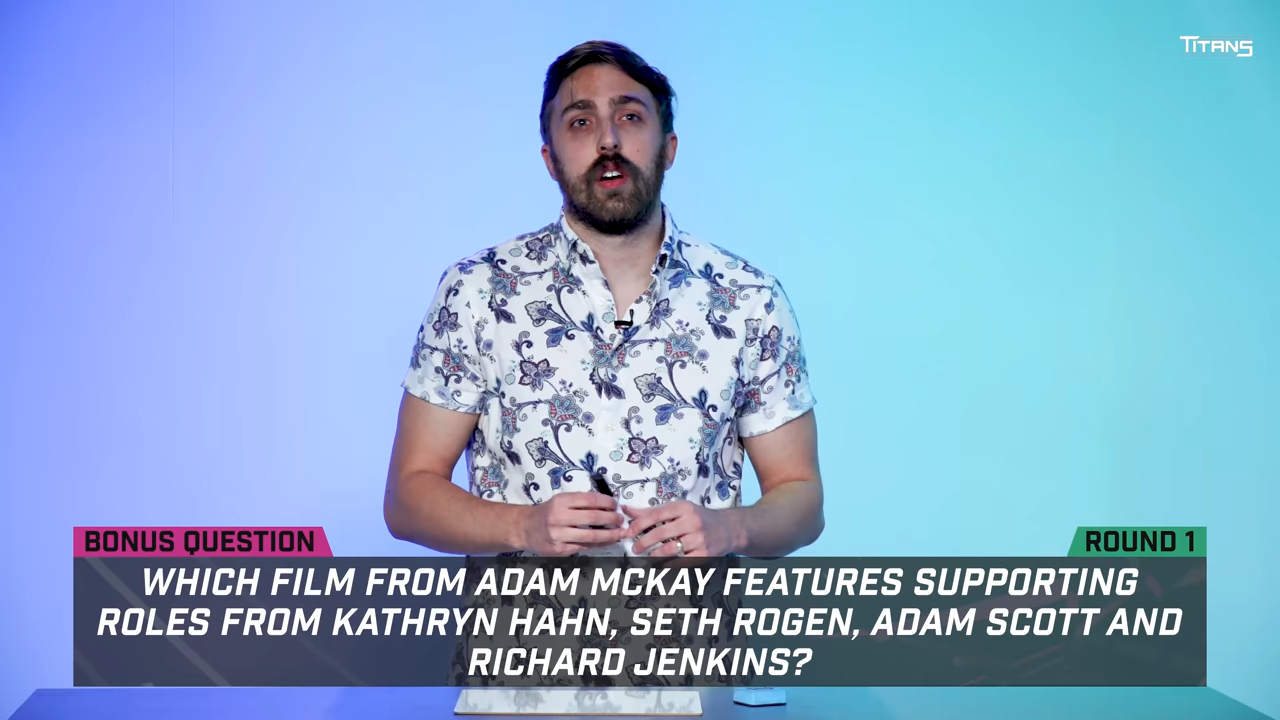 TITANS
BONUS QUESTION
ROUND 1
WHICH FILM FROM ADAM MCKAY FEATURES SUPPORTING
ROLES FROM KATHRYN HAHN, SETH ROGEN, ADAM SCOTT AND
RICHARD JENKINS?